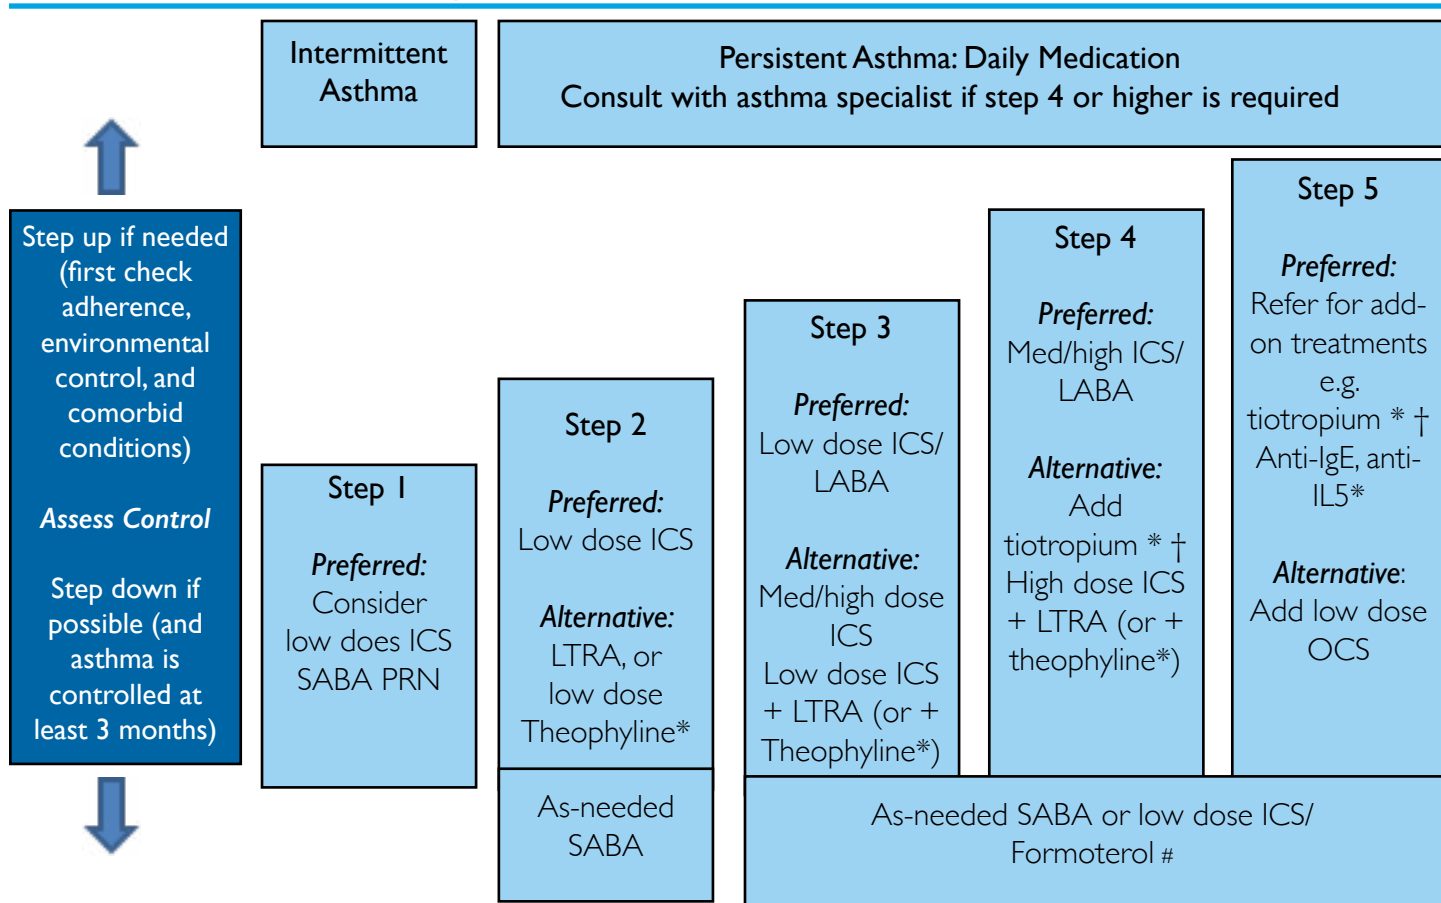 Intermittent
Asthma
Persistent Asthma: Daily Medication
Consult with asthma specialist if step 4 or higher is required
Step up if needed
(first check
adherence,
environmental
control, and
comorbid
conditions)
Assess Control
Step down if
possible (and
asthma is
controlled at
least 3 months)
Step 1
Preferred:
Consider
low does ICS
SABA PRN
Step 2
Preferred:
Low dose ICS
Alternative:
LTRA, or
low dose
Theophyline*
As-needed
SABA
Step 3
Preferred:
Low dose ICS/
LABA
Alternative:
Med/high dose
ICS
Low dose ICS
+ LTRA (or +
Theophyline*)
Step 4
Preferred:
Med/high ICS/
LABA
Alternative:
Add
tiotropium * †
High dose ICS
+ LTRA (or +
theophyline*)
Step 5
Preferred:
Refer for add-
on treatments
e.g.
tiotropium * †
Anti-IgE, anti-
IL5*
Alternative:
Add low dose
OCS
As-needed SABA or low dose ICS/
Formoterol #